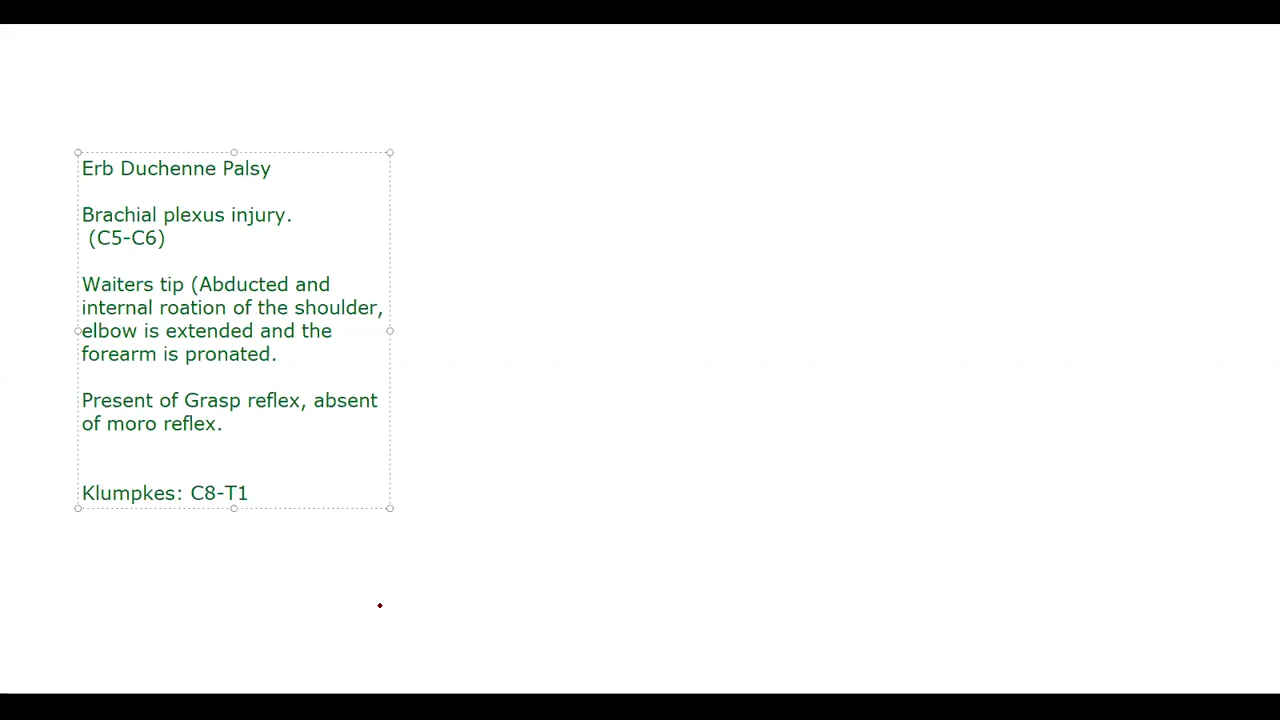 Erb Duchenne Palsy
Brachial plexus injury.
(C5-C6)
Waiters tip (Abducted and
internal roation of the shoulder,
elbow is extended and the
forearm is pronated.
Present of Grasp reflex, absent
of moro reflex.
Klumpkes: C8-T1